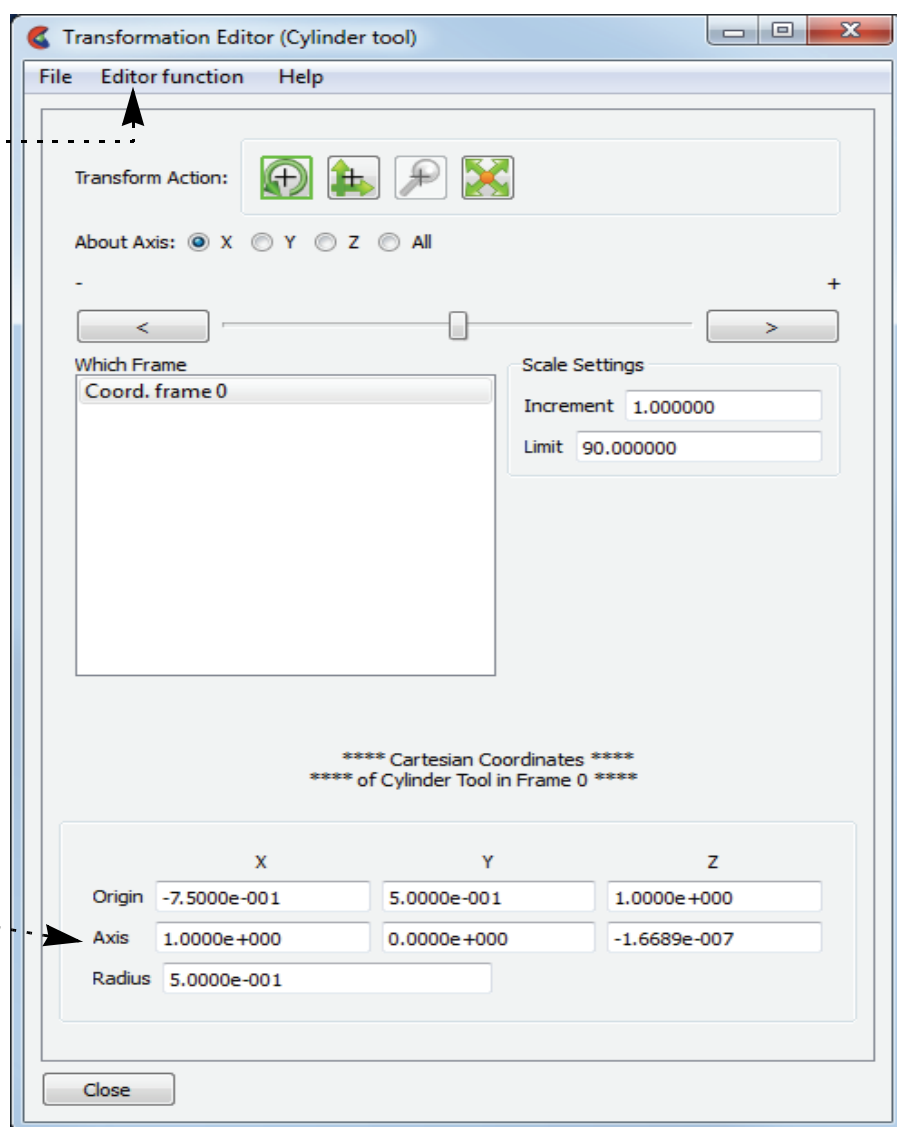 Transformation Editor (Cylinder tool)
File Editor function Help
Transform Action:
About Axis: X Y Z All
- +
< >
Which Frame Scale Settings
Coord. frame 0
Increment 1.000000
Limit 90.000000
**** Cartesian Coordinates ****
**** of Cylinder Tool in Frame 0 ****
X Y Z
Origin -7.5000e-001 5.0000e-001 1.0000e+000
Axis 1.0000e+000 0.0000e+000 -1.6689e-007
Radius 5.0000e-001
Close